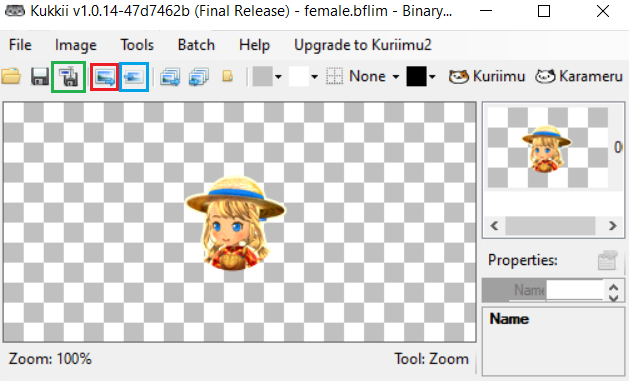 Kukkii v1.0.14-47d7462b (Final Release) - female.bflim - Binary...
File Image Tools Batch Help Upgrade to Kuriimu2
None Kuriimu Karameru
Properties:
Name
Name
Zoom: 100% Tool: Zoom